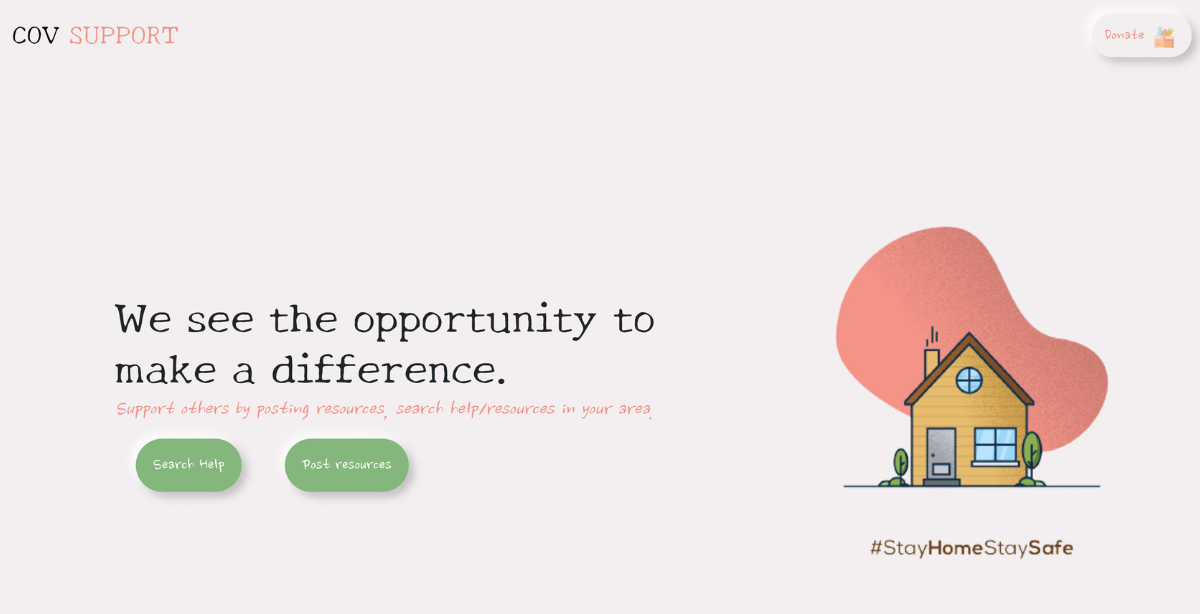 COV SUPPORT
Donate
We see the opportunity to
make a difference.
Support others by posting resources, search help/resources in your area.
Search Help
Post resources
#StayHomeStaySafe